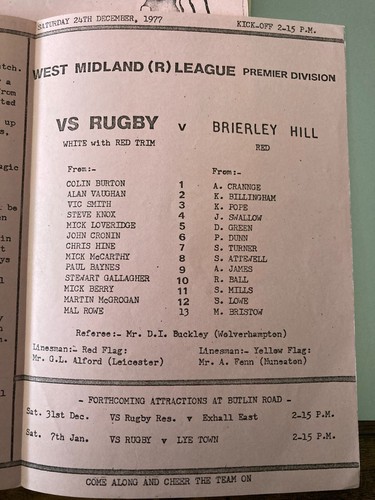 SATURDAY 24TH DECEMBER, 1977 KICK-OFF 2-15 P.M.
WEST MIDLAND (R) LEAGUE PREMIER DIVISION
VS RUGBY v BRIERLEY HILL
WHITE with RED TRIM RED
From:- From:-
COLIN BURTON 1 A. CRANNGE
ALAN VAUGHAN 2 K. BILLINGHAM
VIC SMITH 3 K. POPE
STEVE KNOX 4 J. SWALLOW
MICK LOVERIDGE 5 D. GREEN
JOHN CRONIN 6 P. DUNN
CHRIS HINE 7 S. TURNER
MICK McCARTHY 8 S. ATTEWELL
PAUL BAYNES 9 A. JAMES
STEWART GALLAGHER 10 R. BALL
MICK BERRY 11 S. MILLS
MARTIN McGROGAN 12 S. LOWE
MAL ROWE 13 M. BRISTOW
Referee:- Mr. D.I. Buckley (Wolverhampton)
Linesman:- Red Flag: Linesman:- Yellow Flag:
Mr. G.L. Alford (Leicester) Mr. A. Fenn (Nuneaton)
- FORTHCOMING ATTRACTIONS AT BUTLIN ROAD -
Sat. 31st Dec. VS Rugby Res. v Exhall East 2-15 P.M.
Sat. 7th Jan. VS RUGBY v LYE TOWN 2-15 P.M.
COME ALONG AND CHEER THE TEAM ON